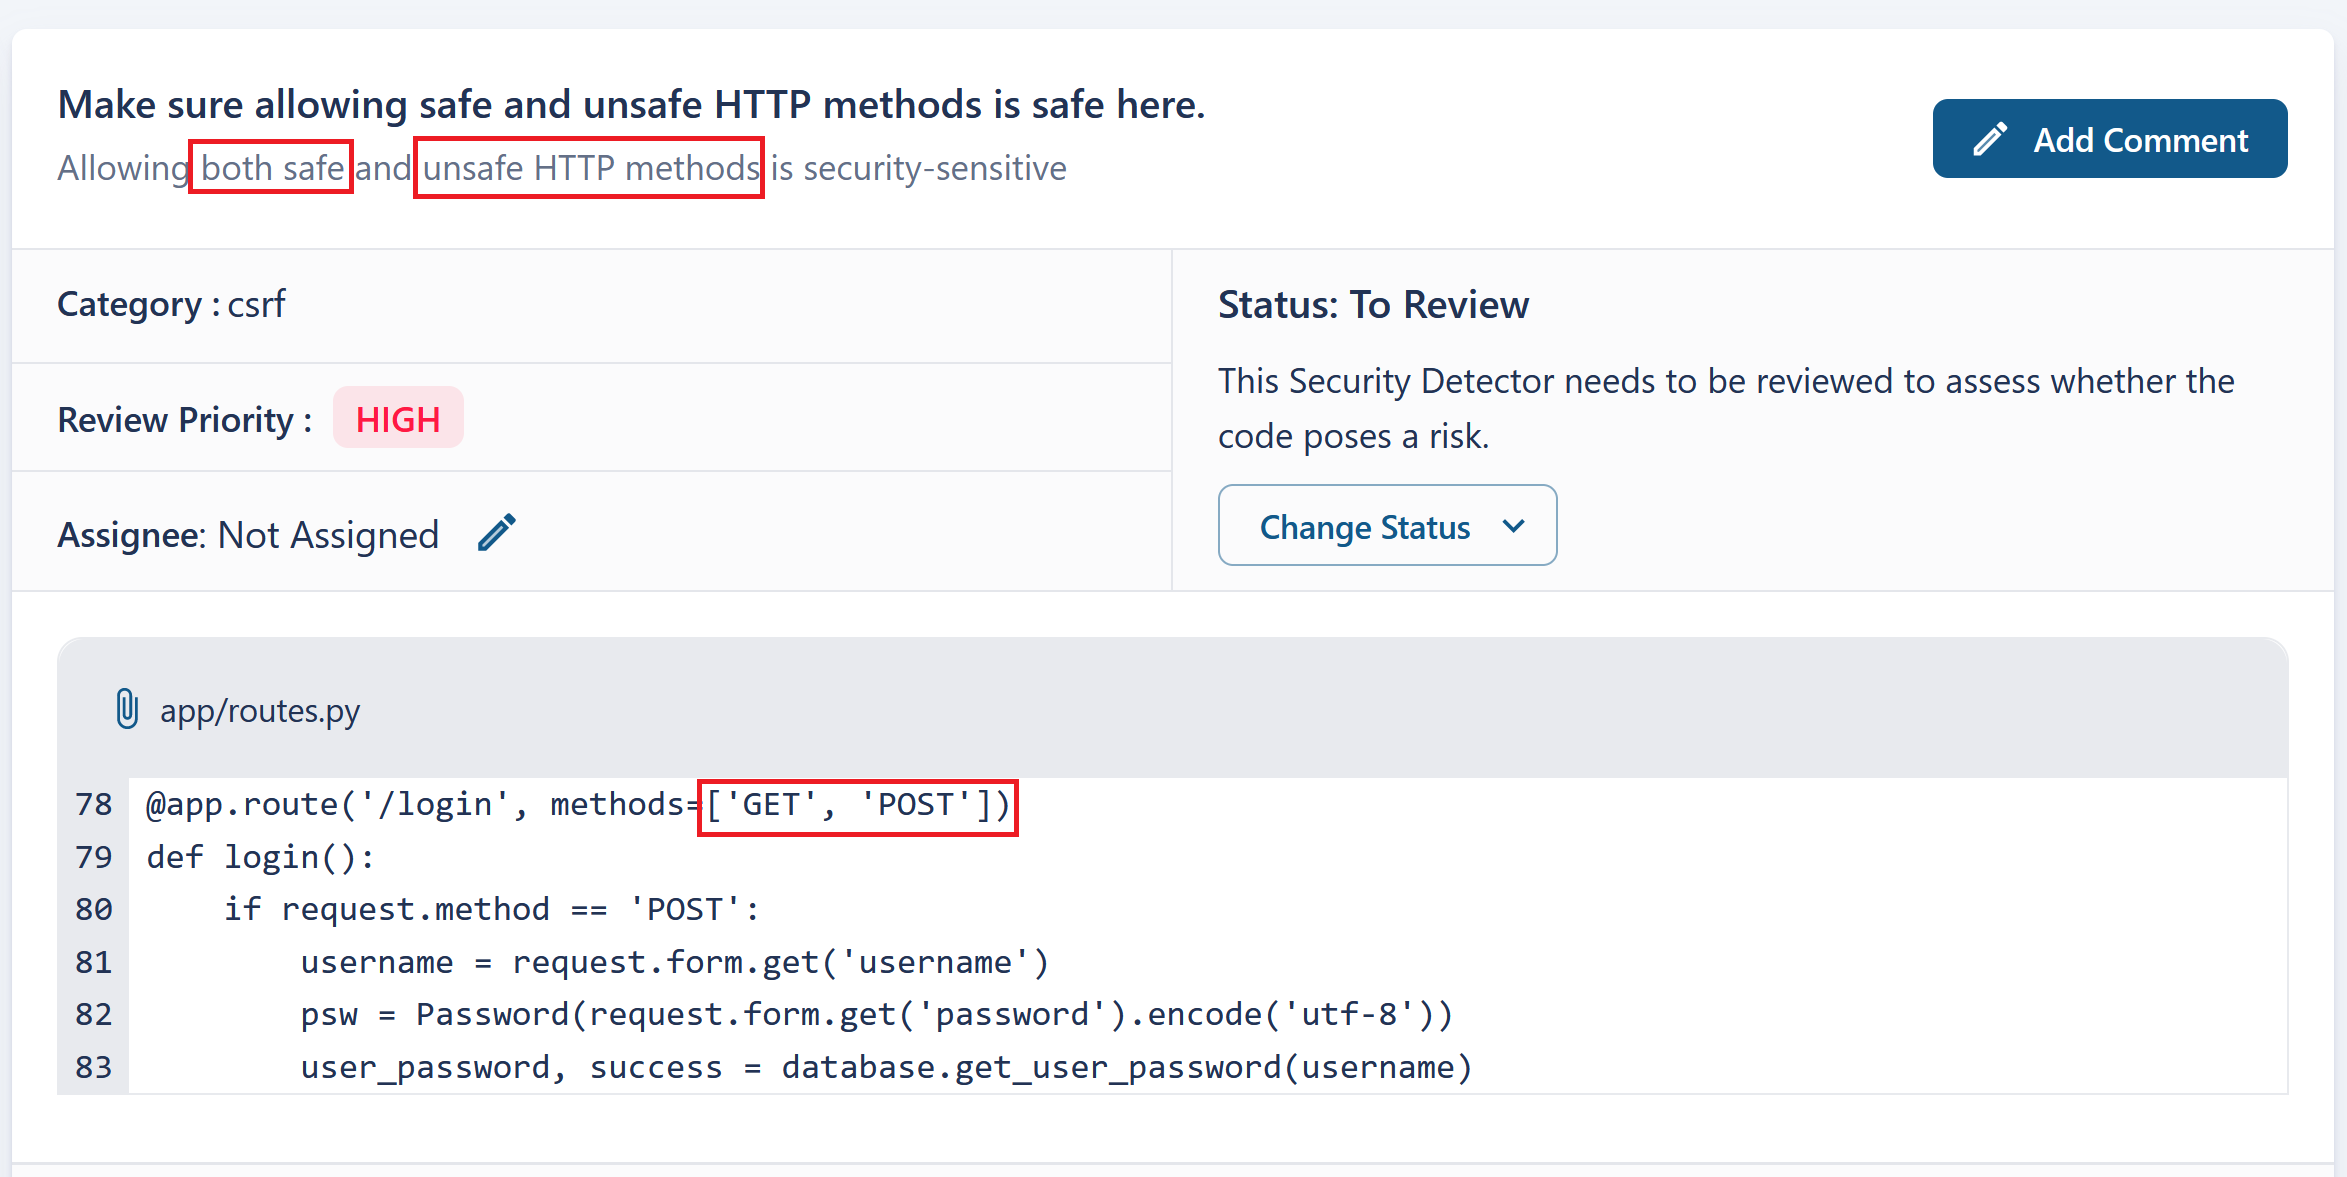 Make sure allowing safe and unsafe HTTP methods is safe here.
Allowing both safe and unsafe HTTP methods is security-sensitive
Add Comment
Category : csrf
Review Priority : HIGH
Assignee: Not Assigned
Status: To Review
This Security Detector needs to be reviewed to assess whether the
code poses a risk.
Change Status
app/routes.py
78 @app.route('/login', methods=['GET', 'POST'])
79 def login():
80     if request.method == 'POST':
81         username = request.form.get('username')
82         psw = Password(request.form.get('password').encode('utf-8'))
83         user_password, success = database.get_user_password(username)